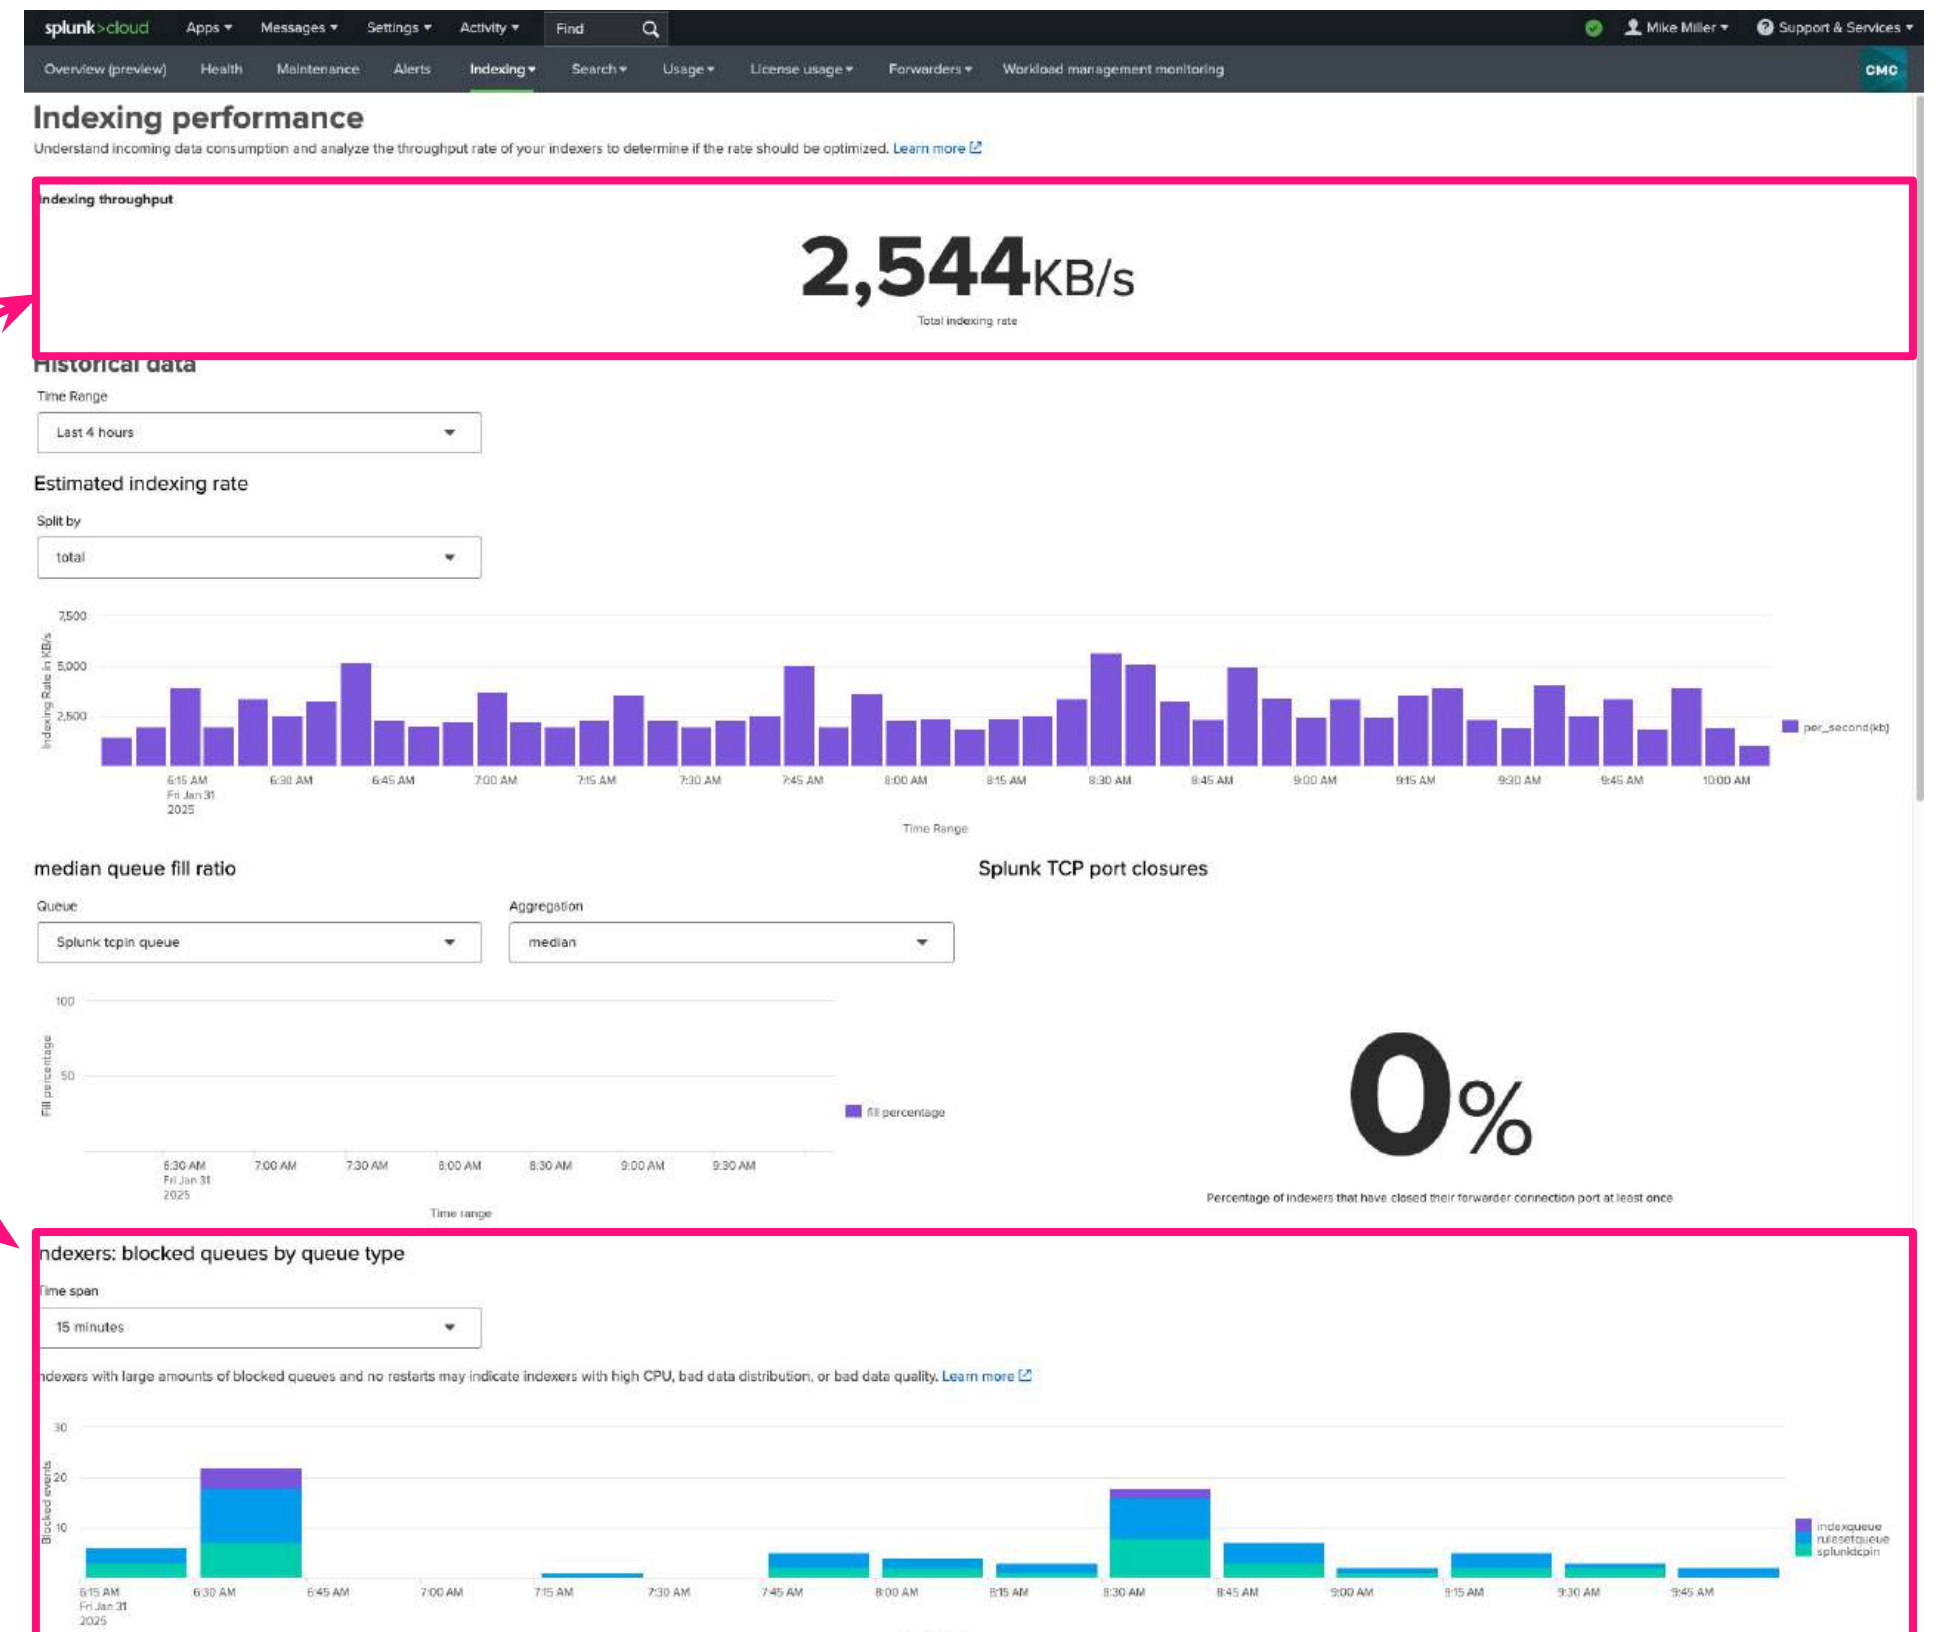 splunk>cloud Apps Messages Settings Activity Find Mike Miller Support & Services
Overview (preview) Health Maintenance Alerts Indexing Search Usage License usage Forwarders Workload management monitoring CMC
Indexing performance
Understand incoming data consumption and analyze the throughput rate of your indexers to determine if the rate should be optimized. Learn more
ndexing throughput
2,544KB/s
Total indexing rate
Historical data
Time Range
Last 4 hours
Estimated indexing rate
Split by
total
7,500
5,000
2,500
Indexing Rate in KB/s
per_second(kb)
6:15 AM 6:30 AM 6:45 AM 7:00 AM 7:15 AM 7:30 AM 7:45 AM 8:00 AM 8:15 AM 8:30 AM 8:45 AM 9:00 AM 9:15 AM 9:30 AM 9:45 AM 10:00 AM
Fri Jan 31
2025
Time Range
median queue fill ratio
Queue Aggregation
Splunk tcpin queue median
100
50
Fill percentage
fill percentage
6:30 AM 7:00 AM 7:30 AM 8:00 AM 8:30 AM 9:00 AM 9:30 AM
Fri Jan 31
2025
Time range
Splunk TCP port closures
0%
Percentage of indexers that have closed their forwarder connection port at least once
ndexers: blocked queues by queue type
Time span
15 minutes
ndexers with large amounts of blocked queues and no restarts may indicate indexers with high CPU, bad data distribution, or bad data quality. Learn more
30
20
10
Blocked events
indexqueue
rulesetqueue
splunktcpin
6:15 AM 6:30 AM 6:45 AM 7:00 AM 7:15 AM 7:30 AM 7:45 AM 8:00 AM 8:15 AM 8:30 AM 8:45 AM 9:00 AM 9:15 AM 9:30 AM 9:45 AM
Fri Jan 31
2025